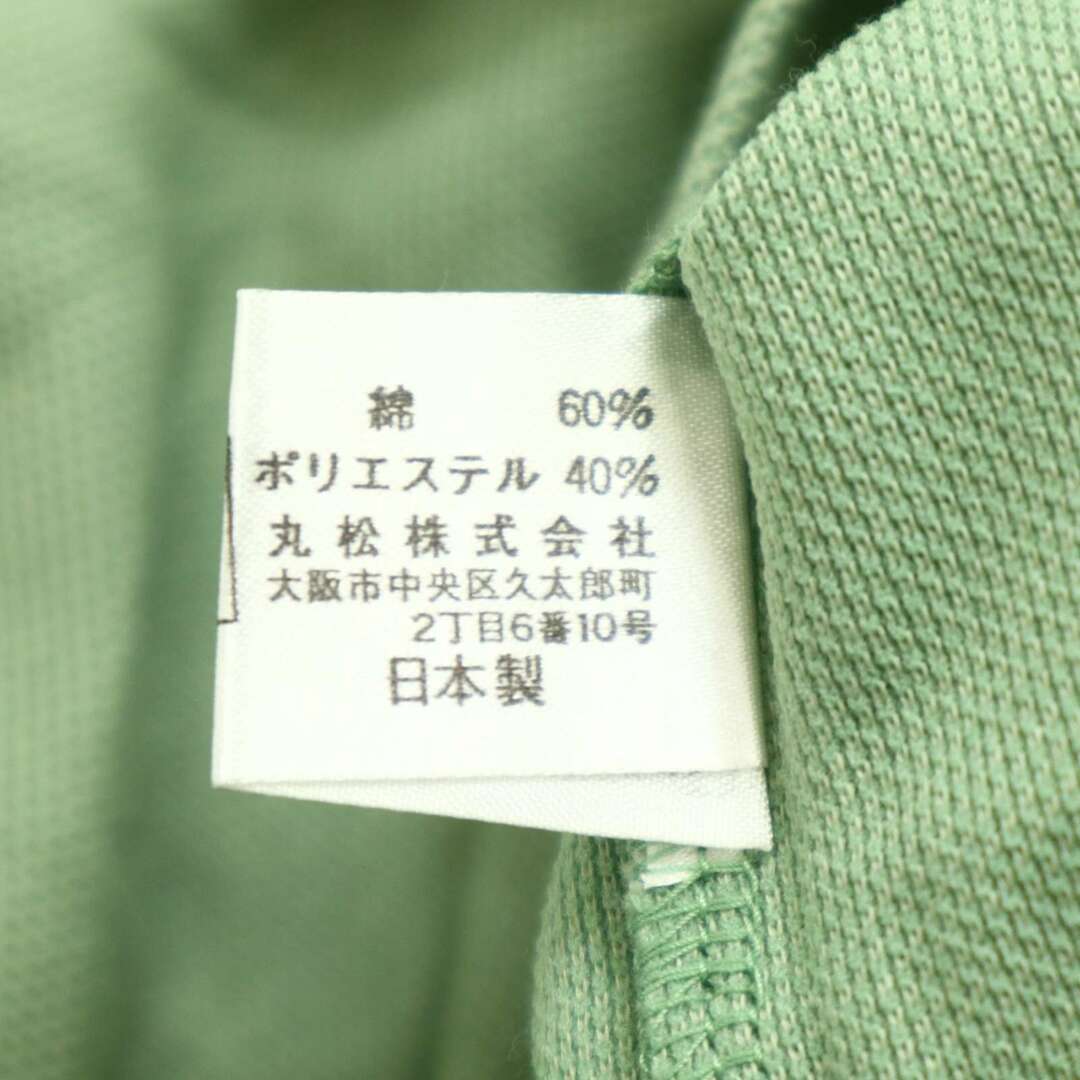 綿 60%
ポリエステル 40%
丸松株式会社
大阪市中央区久太郎町
2丁目6番10号
日本製